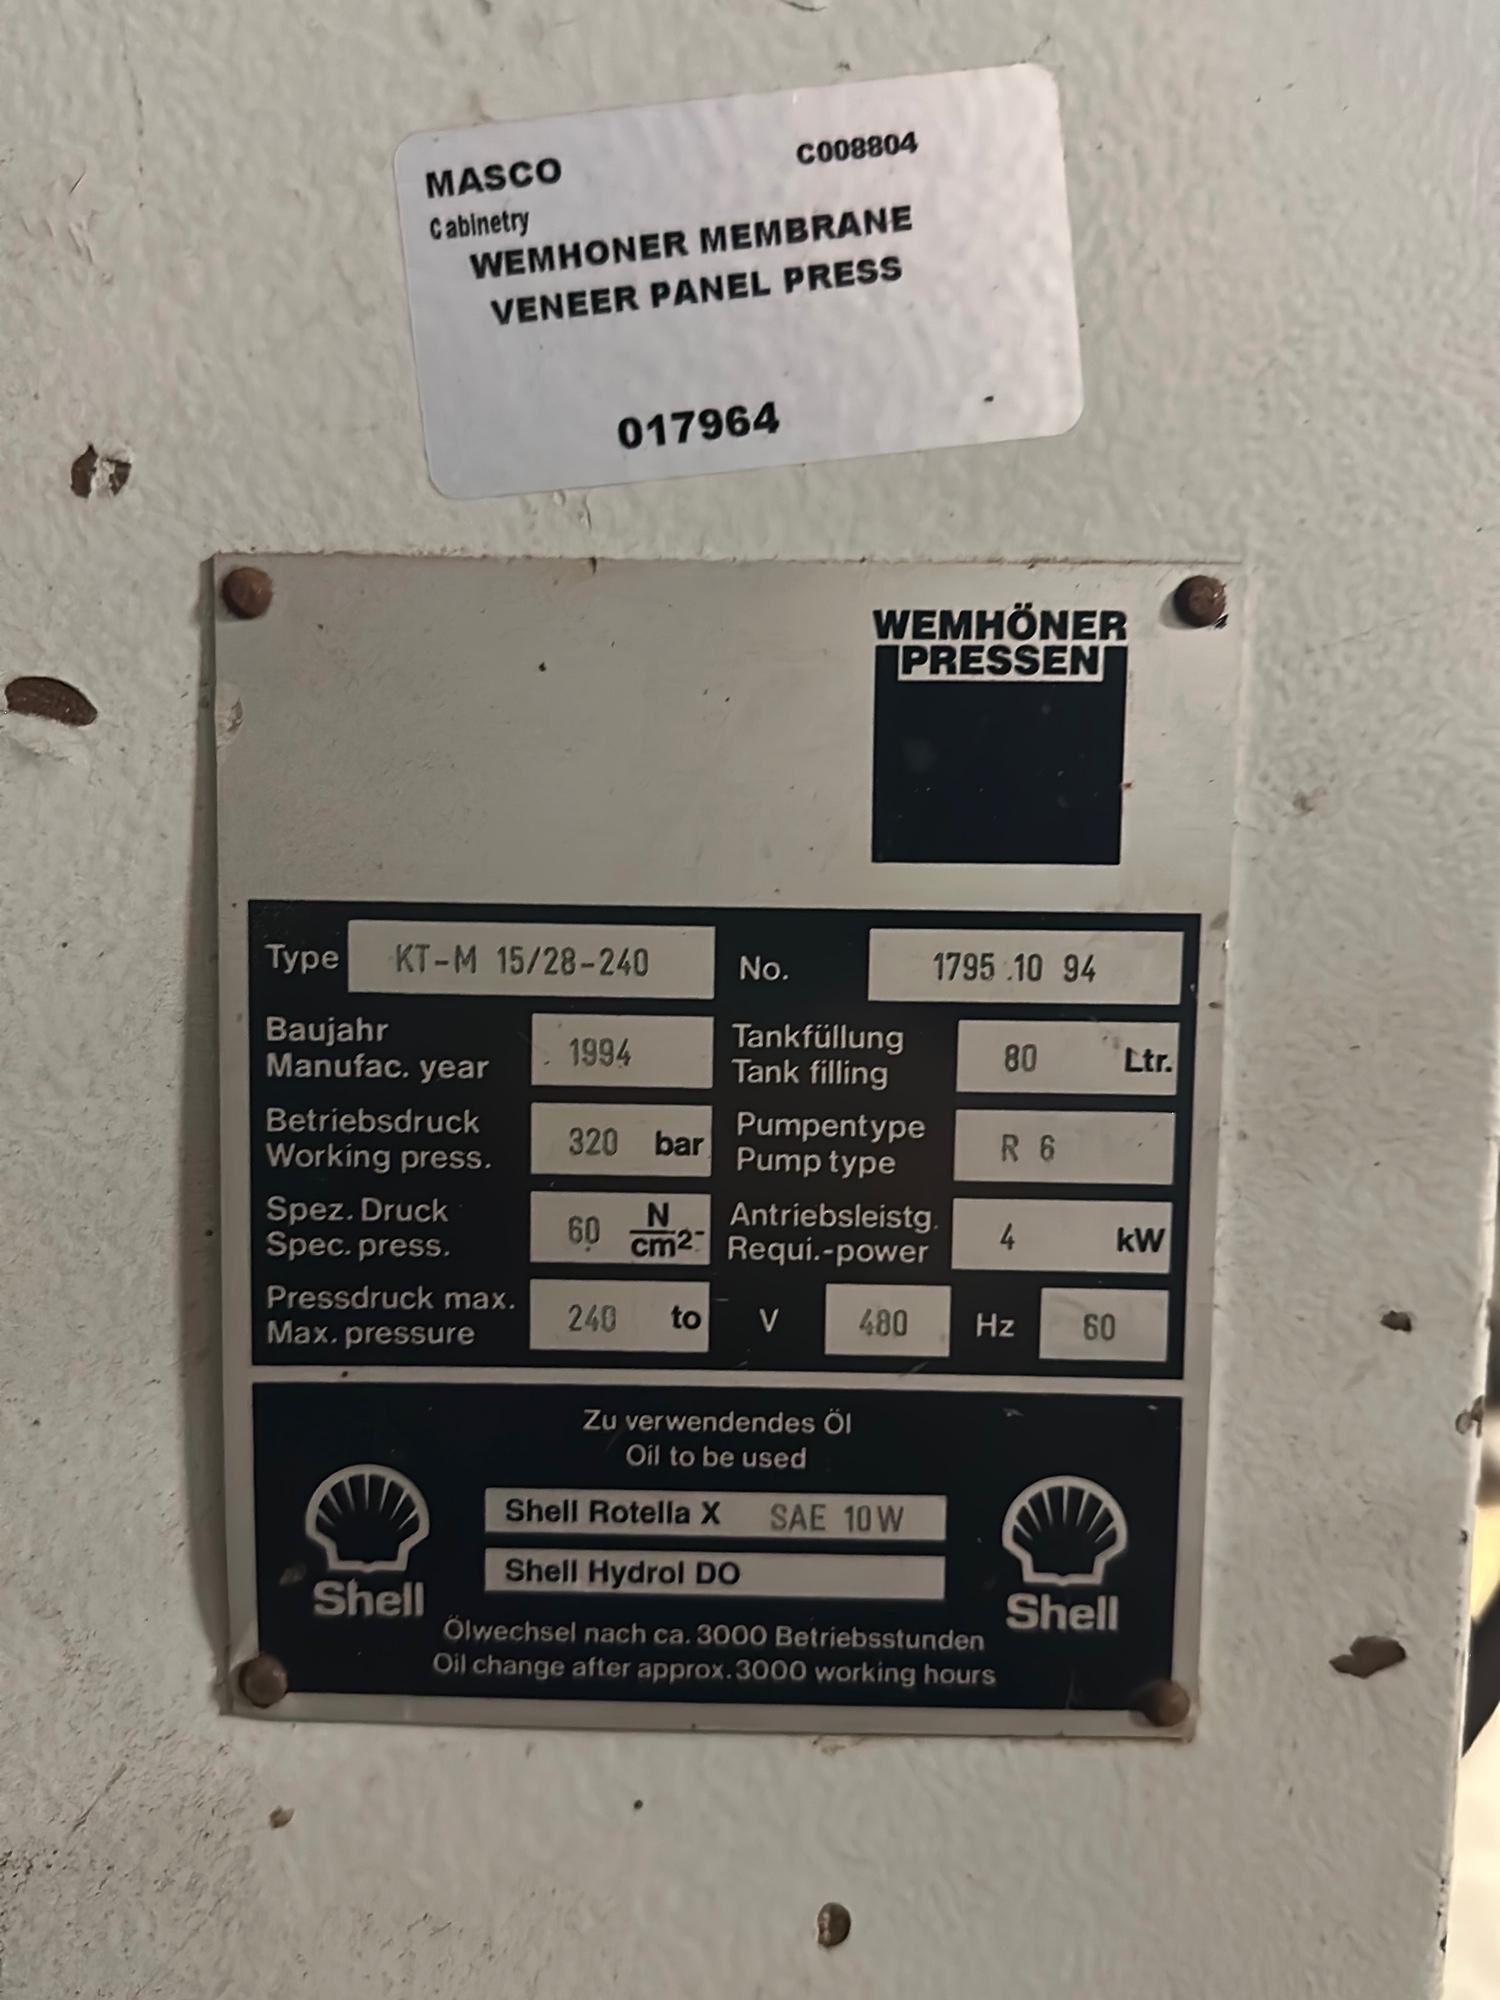 MASCO C008804
Cabinetry
WEMHONER MEMBRANE
VENEER PANEL PRESS
017964
WEMHÖNER
PRESSEN
Type KT-M 15/28-240 No. 1795.10 94
Baujahr
Manufac. year 1994
Tankfüllung
Tank filling 80 Ltr.
Betriebsdruck
Working press. 320 bar
Pumpentype
Pump type R 6
Spez. Druck
Spec. press. 60 N/cm²
Antriebsleistg.
Requi.-power 4 kW
Pressdruck max.
Max. pressure 240 to
V 480 Hz 60
Zu verwendendes Öl
Oil to be used
Shell Rotella X SAE 10W
Shell Hydrol DO
Shell
Shell
Ölwechsel nach ca. 3000 Betriebsstunden
Oil change after approx. 3000 working hours